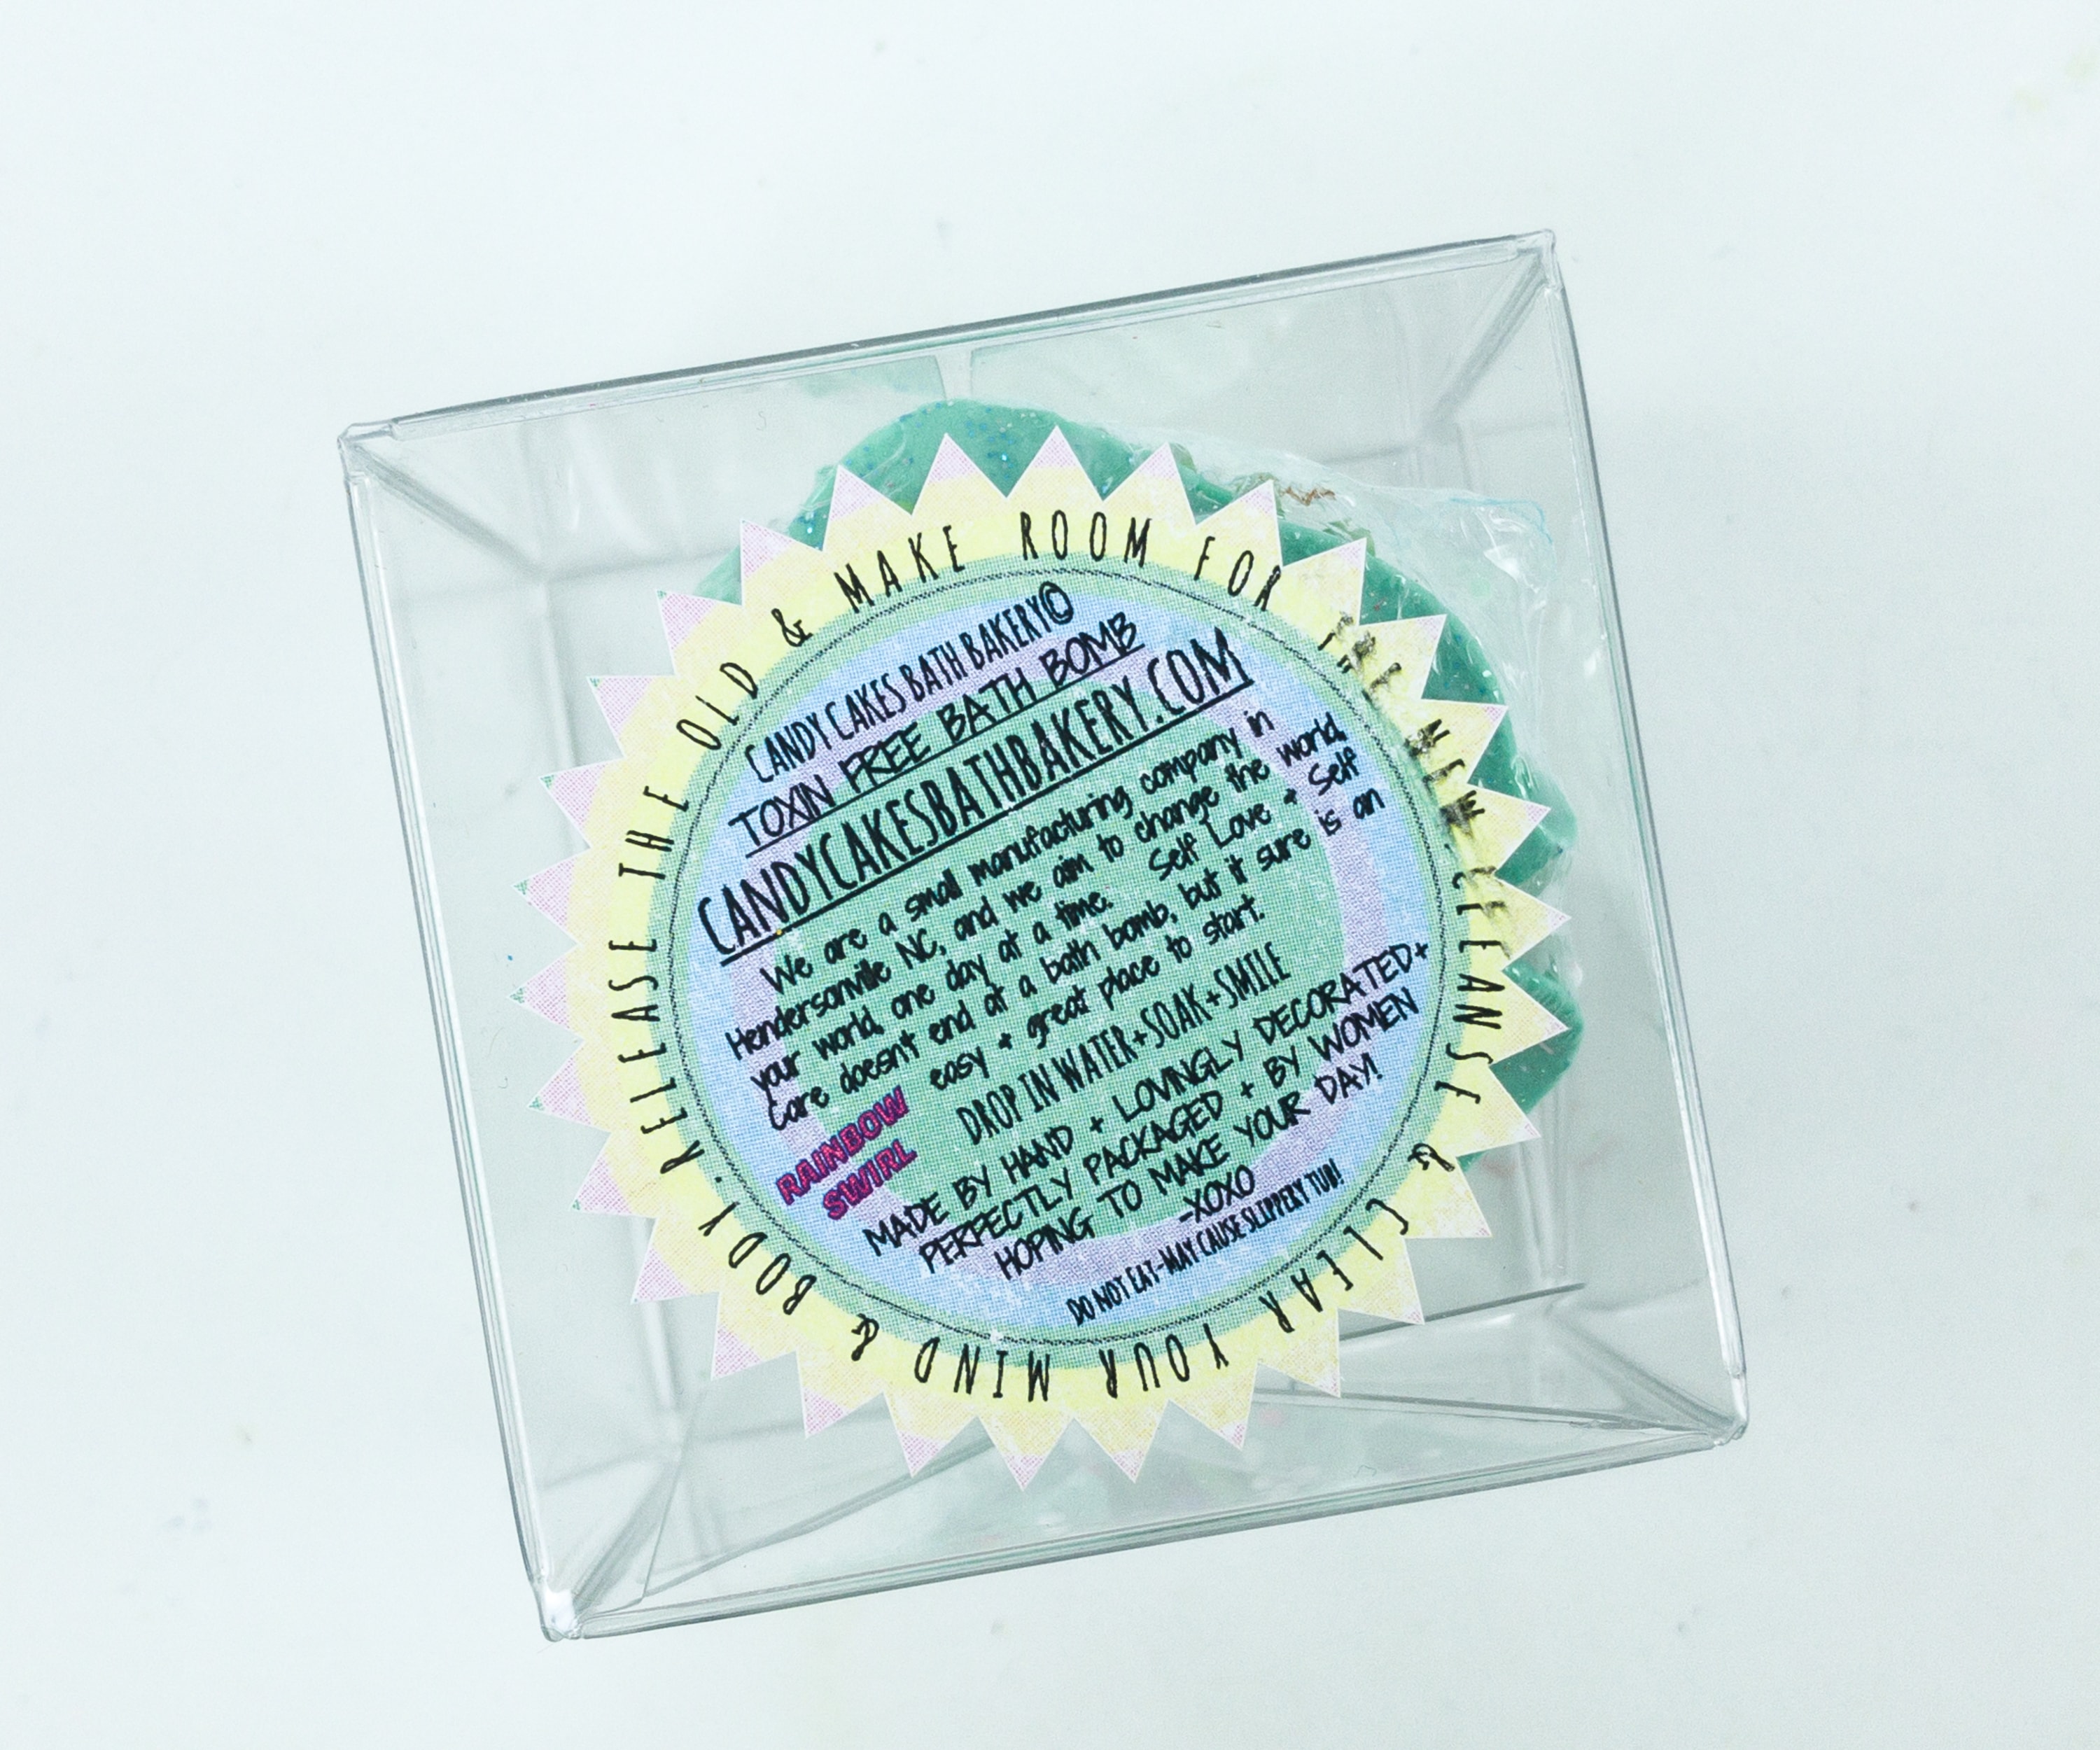 RELEASE THE OLD & MAKE ROOM FOR THE NEW. CLEANSE & CLEAR YOUR MIND & BODY.
CANDY CAKES BATH BAKERY©
TOXIN FREE BATH BOMB
CANDYCAKESBATHBAKERY.COM
We are a small manufacturing company in
Hendersonville NC, and we aim to change the world,
your world, one day at a time. Self Love + Self
Care doesn't end at a bath bomb, but it sure is an
easy + great place to start.
RAINBOW
SWIRL
DROP IN WATER+SOAK+SMILE
MADE BY HAND + LOVINGLY DECORATED+
PERFECTLY PACKAGED + BY WOMEN
HOPING TO MAKE YOUR DAY!
-XOXO
DO NOT EAT-MAY CAUSE SLIPPERY TUB!